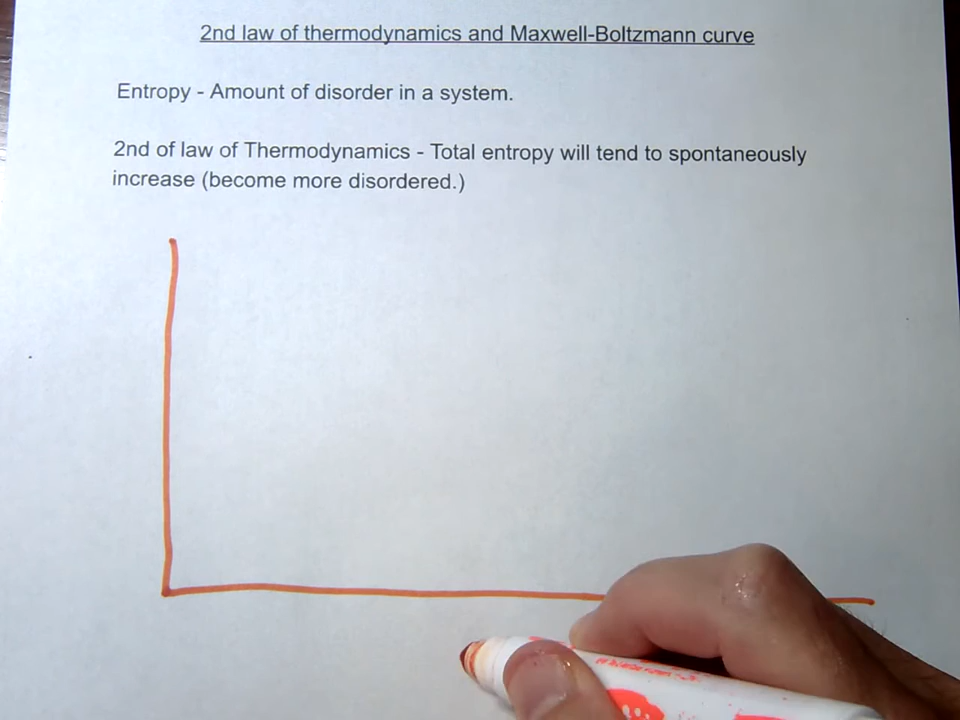 2nd law of thermodynamics and Maxwell-Boltzmann curve
Entropy - Amount of disorder in a system.
2nd of law of Thermodynamics - Total entropy will tend to spontaneously
increase (become more disordered.)